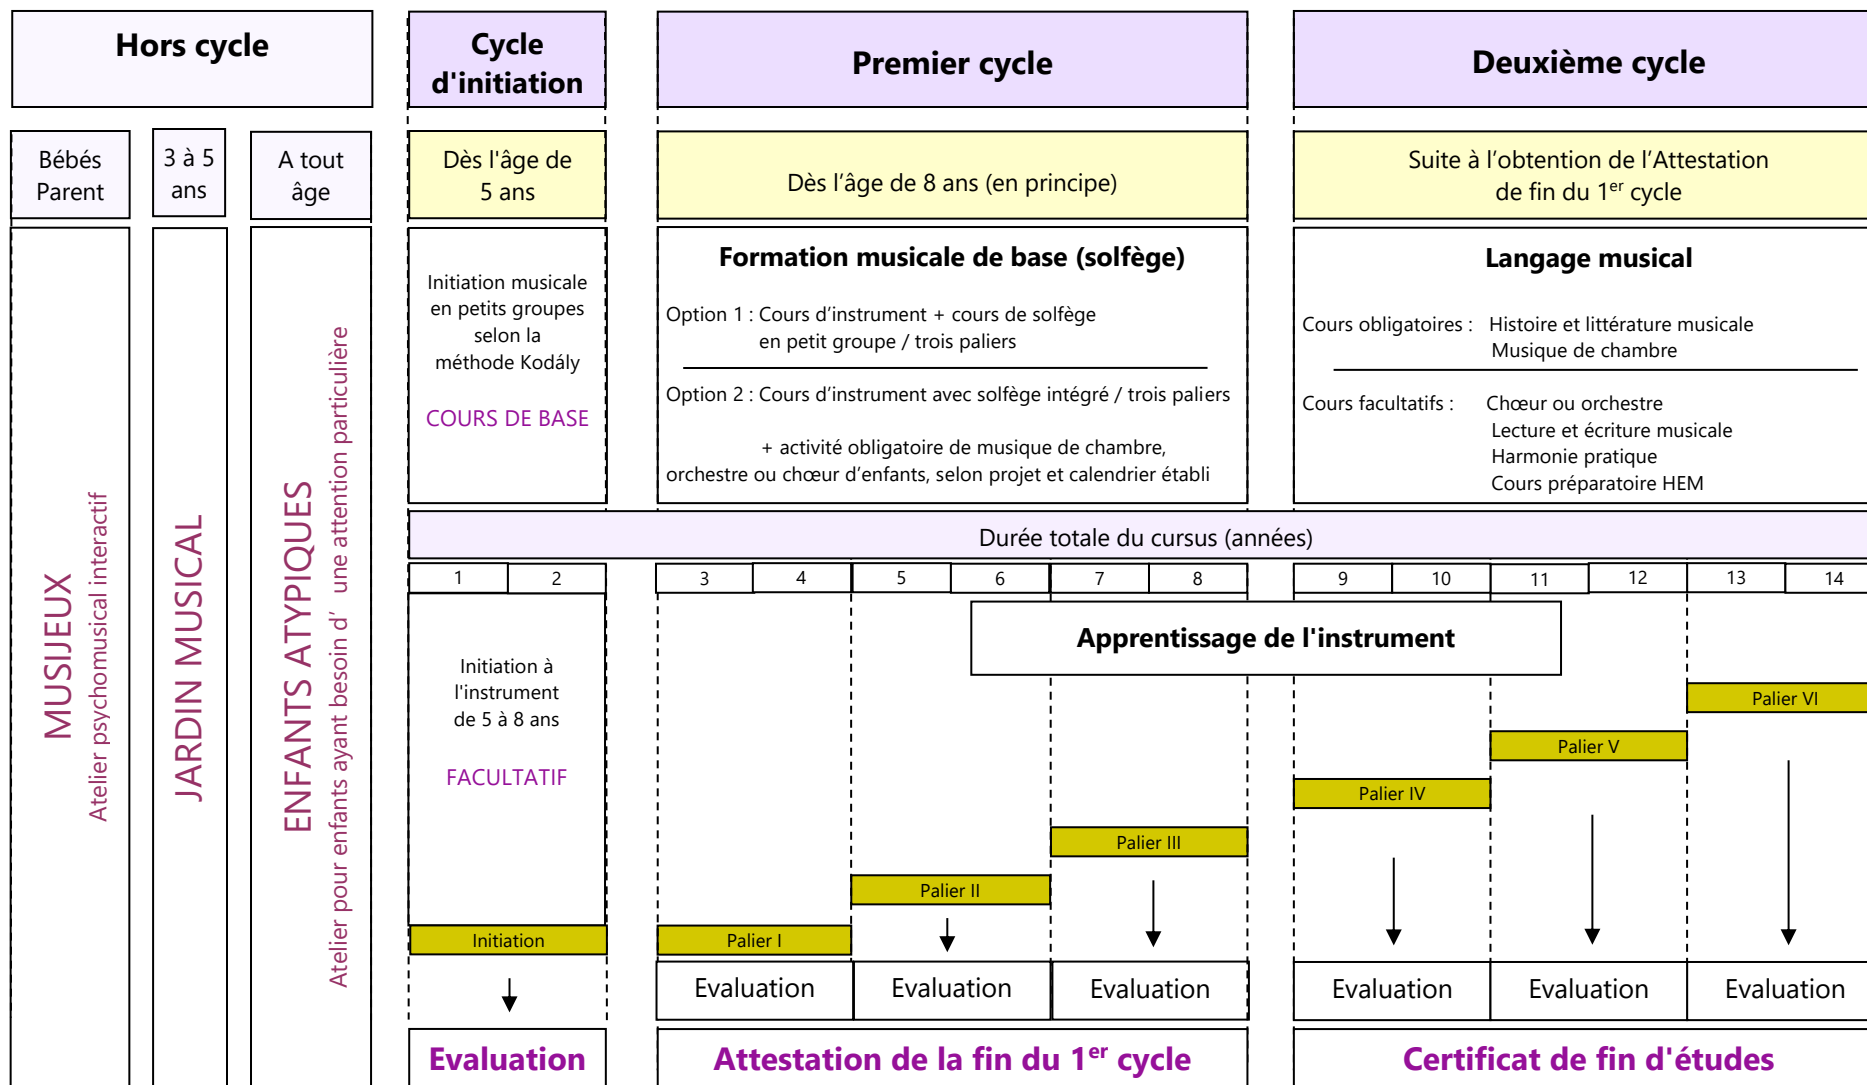 Hors cycle
Bébés
Parent
3 à 5
ans
A tout
âge
MUSIJEUX
Atelier psychomusical interactif
JARDIN MUSICAL
ENFANTS ATYPIQUES
Atelier pour enfants ayant besoin d’ une attention particulière
Cycle
d'initiation
Dès l'âge de
5 ans
Initiation musicale
en petits groupes
selon la
méthode Kodály
COURS DE BASE
Premier cycle
Dès l’âge de 8 ans (en principe)
Formation musicale de base (solfège)
Option 1 : Cours d’instrument + cours de solfège
en petit groupe / trois paliers
Option 2 : Cours d’instrument avec solfège intégré / trois paliers
+ activité obligatoire de musique de chambre,
orchestre ou chœur d’enfants, selon projet et calendrier établi
Deuxième cycle
Suite à l’obtention de l’Attestation
de fin du 1er cycle
Langage musical
Cours obligatoires : Histoire et littérature musicale
Musique de chambre
Cours facultatifs : Chœur ou orchestre
Lecture et écriture musicale
Harmonie pratique
Cours préparatoire HEM
Durée totale du cursus (années)
1 2 3 4 5 6 7 8 9 10 11 12 13 14
Apprentissage de l'instrument
Initiation à
l'instrument
de 5 à 8 ans
FACULTATIF
Palier VI
Palier V
Palier IV
Palier III
Palier II
Initiation
Palier I
Evaluation Evaluation Evaluation Evaluation Evaluation Evaluation
Evaluation
Attestation de la fin du 1er cycle
Certificat de fin d'études